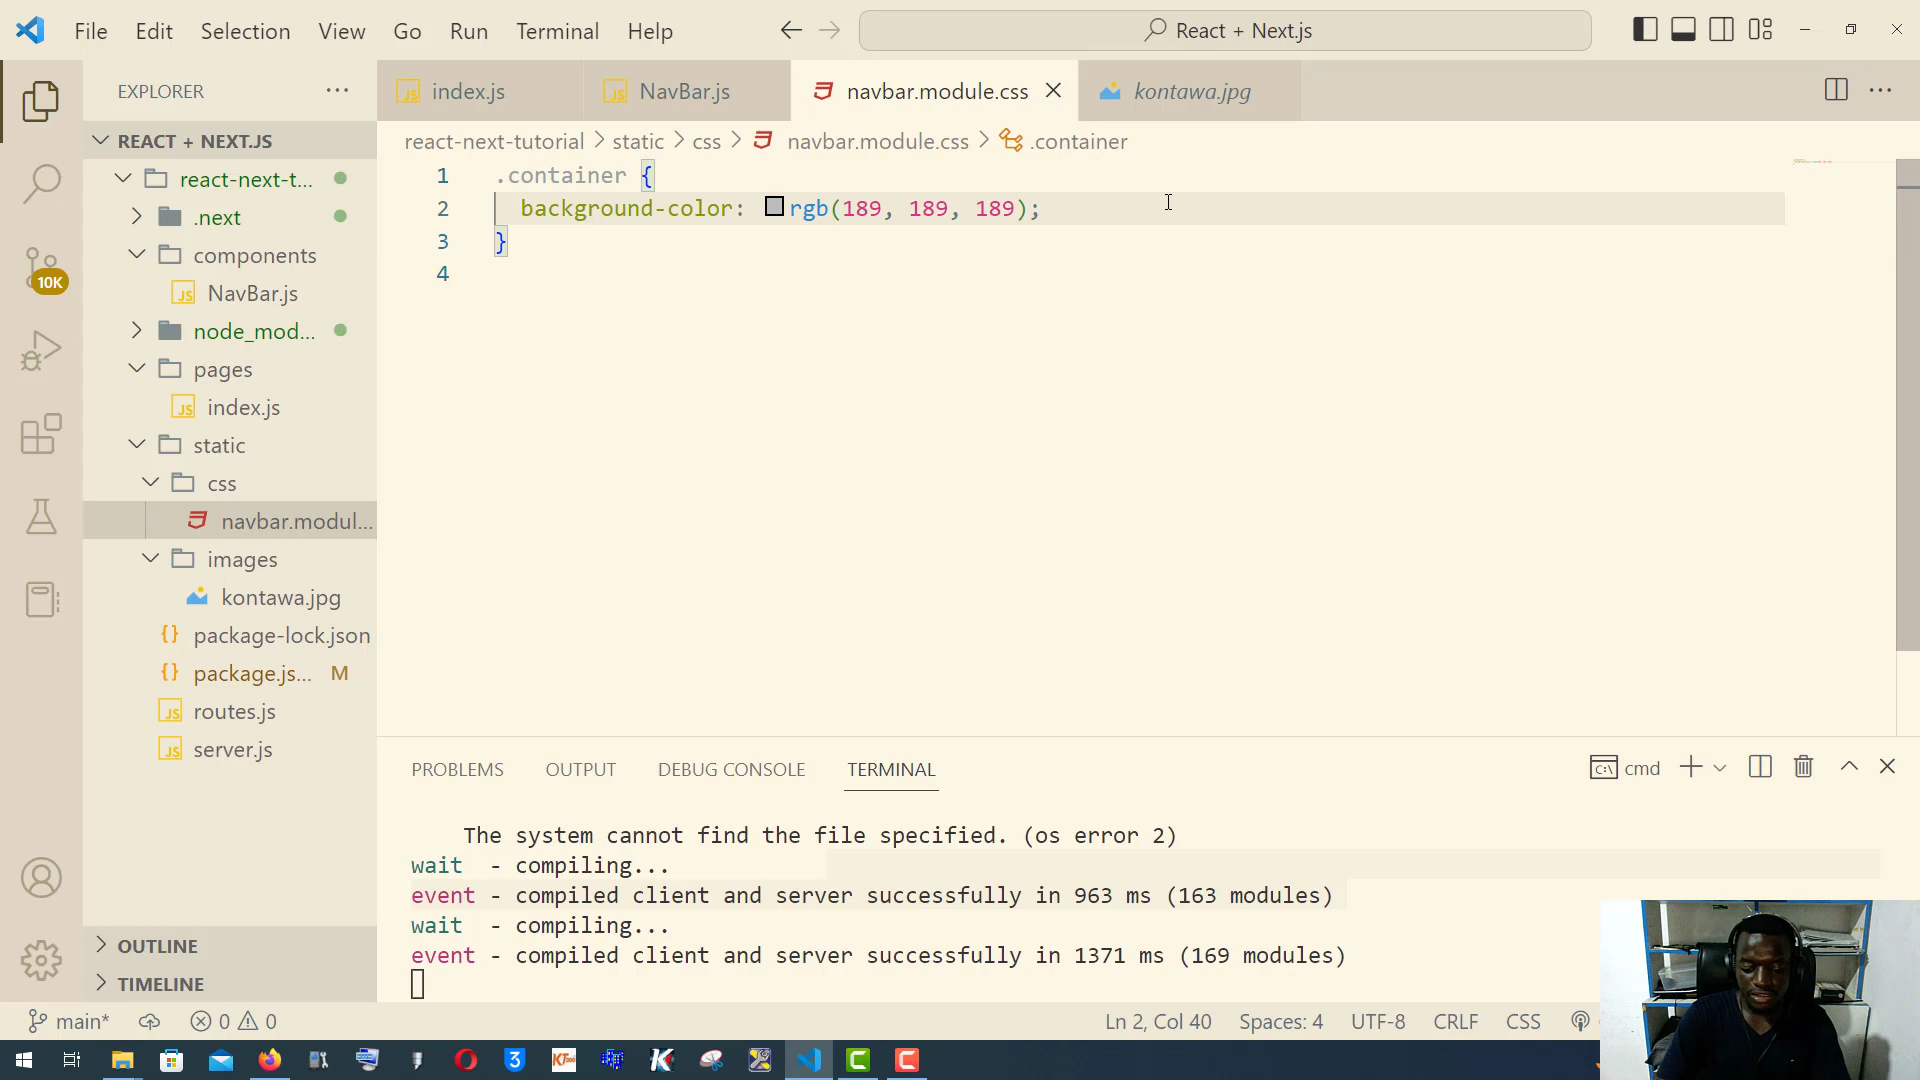 File Edit Selection View Go Run Terminal Help
React + Next.js
EXPLORER
REACT + NEXT.JS
react-next-t...
.next
components
NavBar.js
node_mod...
pages
index.js
static
css
navbar.modul...
images
kontawa.jpg
package-lock.json
package.js... M
routes.js
server.js
OUTLINE
TIMELINE
10K
index.js NavBar.js navbar.module.css kontawa.jpg
react-next-tutorial > static > css > navbar.module.css > .container
1 .container {
2 background-color: rgb(189, 189, 189);
3 }
4
PROBLEMS OUTPUT DEBUG CONSOLE TERMINAL
cmd
The system cannot find the file specified. (os error 2)
wait - compiling...
event - compiled client and server successfully in 963 ms (163 modules)
wait - compiling...
event - compiled client and server successfully in 1371 ms (169 modules)
main* 0 0
Ln 2, Col 40 Spaces: 4 UTF-8 CRLF CSS